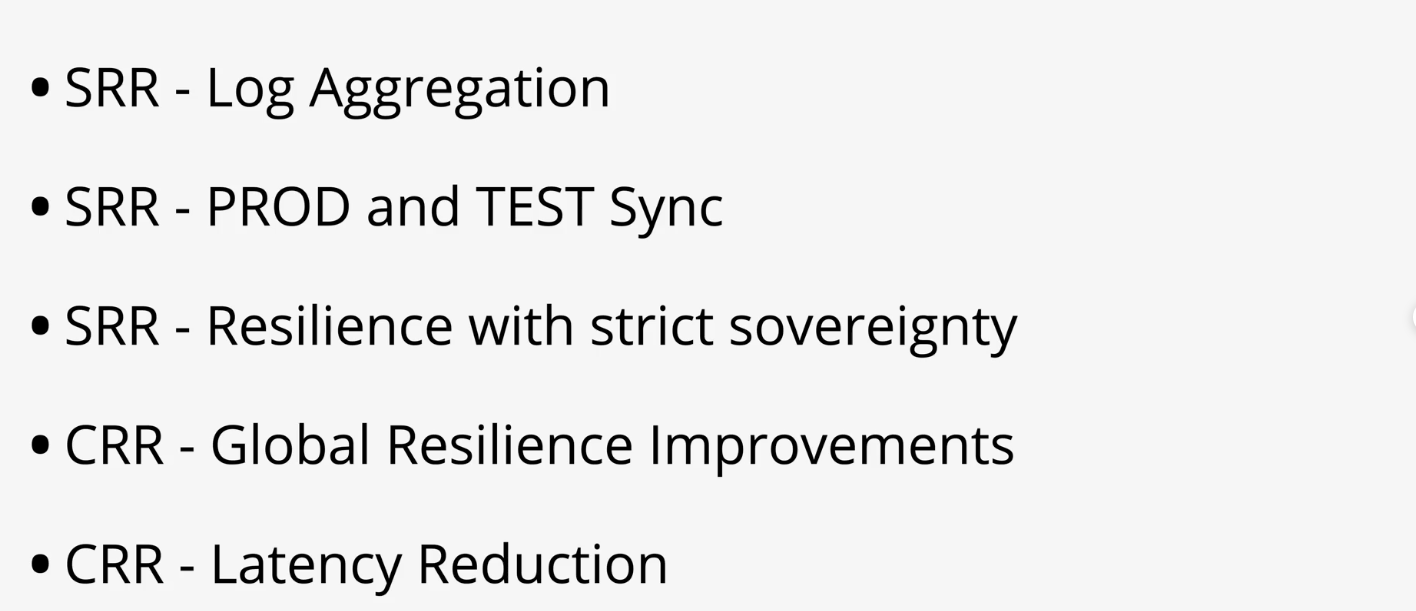 • SRR - Log Aggregation
• SRR - PROD and TEST Sync
• SRR - Resilience with strict sovereignty
• CRR - Global Resilience Improvements
• CRR - Latency Reduction